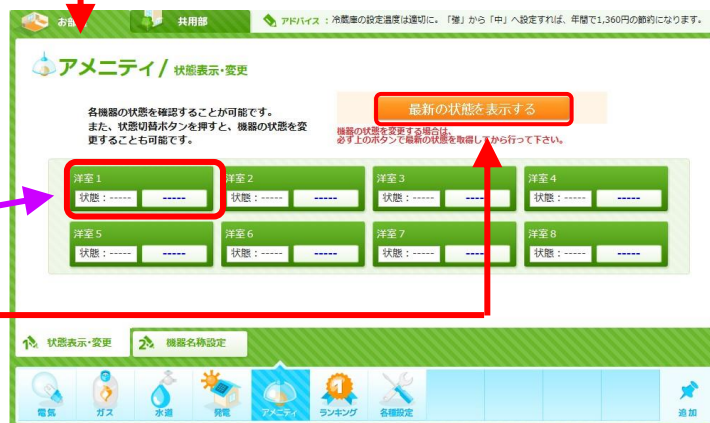 お部
共用部
アドバイス：冷蔵庫の設定温度は適切に。「強」から「中」へ設定すれば、年間で1,360円の節約になります。
アメニティ / 状態表示・変更
各機器の状態を確認することが可能です。
また、状態切替ボタンを押すと、機器の状態を変
更することも可能です。
最新の状態を表示する
機器の状態を変更する場合は、
必ず上のボタンで最新の状態を取得してから行って下さい。
洋室1
状態：----- -----
洋室2
状態：----- -----
洋室3
状態：----- -----
洋室4
状態：----- -----
洋室5
状態：----- -----
洋室6
状態：----- -----
洋室7
状態：----- -----
洋室8
状態：----- -----
1 状態表示・変更
2 機器名称設定
電気
ガス
水道
発電
アメニティ
1
ランキング
各種設定
追加